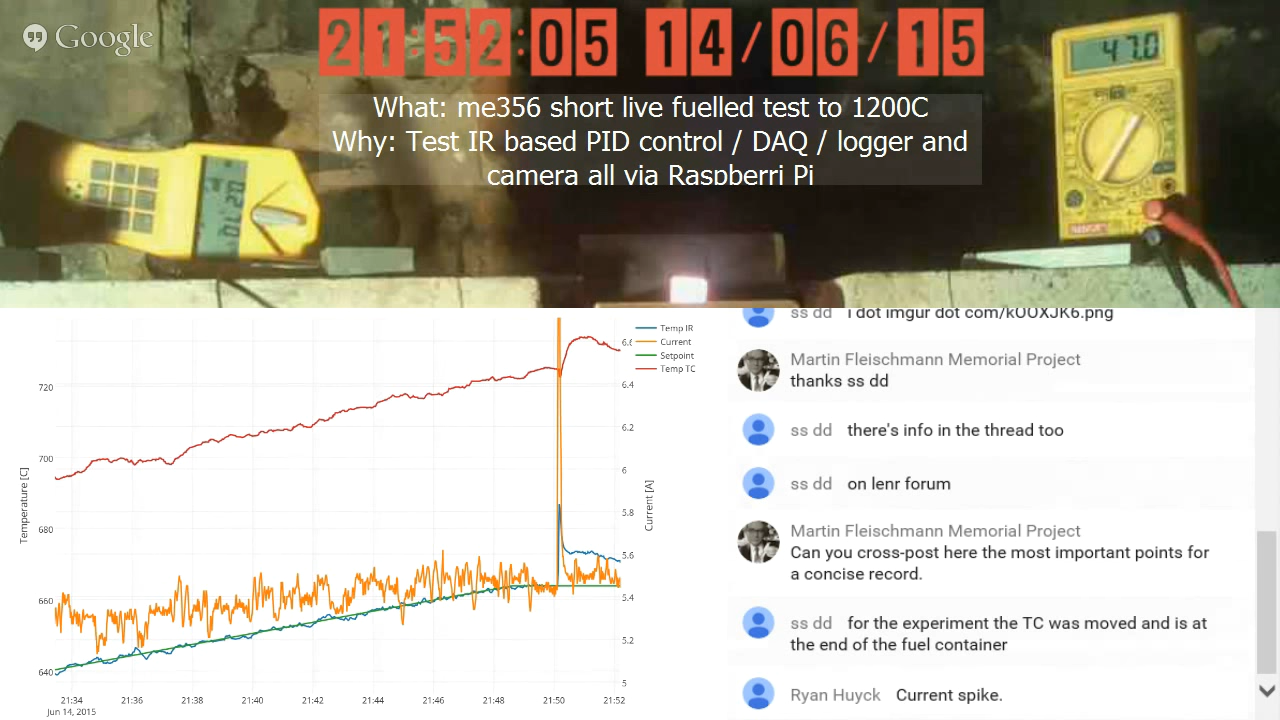 Google
21:52:05 14/06/15
What: me356 short live fuelled test to 1200C
Why: Test IR based PID control / DAQ / logger and
camera all via Raspberri Pi
47.0
Temp IR
Current
Setpoint
Temp TC
720
700
680
660
640
Temperature [C]
6.6
6.4
6.2
6
5.8
5.6
5.4
5.2
5
Current [A]
21:34
21:36
21:38
21:40
21:42
21:44
21:46
21:48
21:50
21:52
Jun 14, 2015
ss dd i dot imgur dot com/kOOXJK6.png
Martin Fleischmann Memorial Project
thanks ss dd
ss dd there's info in the thread too
ss dd on lenr forum
Martin Fleischmann Memorial Project
Can you cross-post here the most important points for
a concise record.
ss dd for the experiment the TC was moved and is at
the end of the fuel container
Ryan Huyck Current spike.